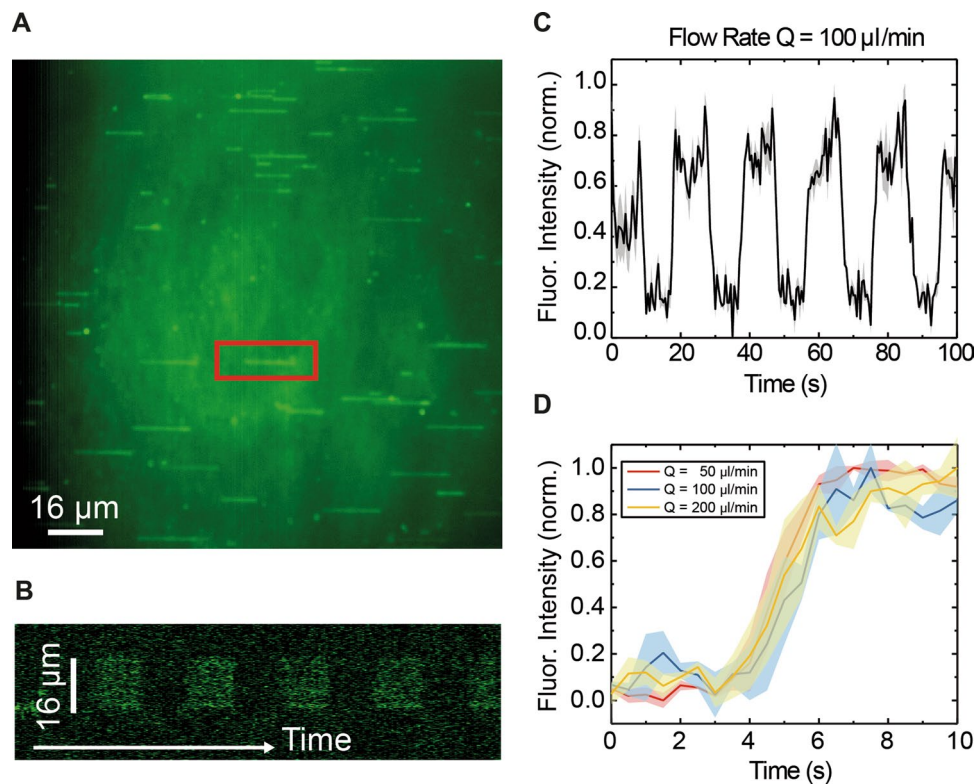 A
16 µm
B
16 µm
Time
C
Flow Rate Q = 100 µl/min
Fluor. Intensity (norm.)
1.0
0.8
0.6
0.4
0.2
0.0
0 20 40 60 80 100
Time (s)
D
Fluor. Intensity (norm.)
1.0
0.8
0.6
0.4
0.2
0.0
Q = 50 µl/min
Q = 100 µl/min
Q = 200 µl/min
0 2 4 6 8 10
Time (s)